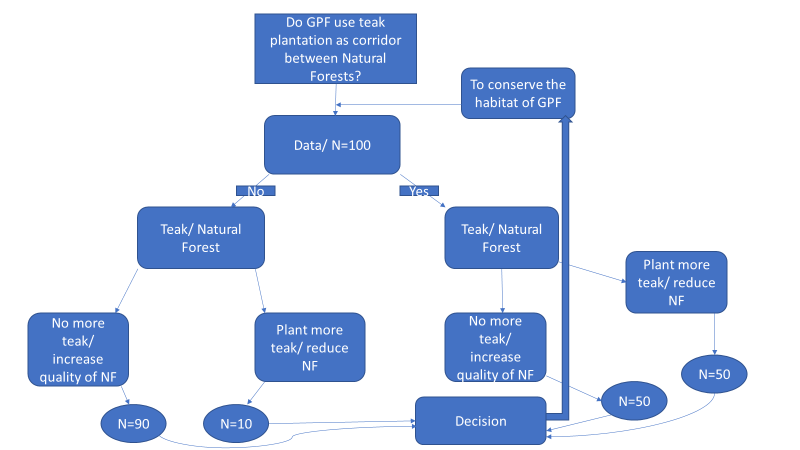 Do GPF use teak
plantation as corridor
between Natural
Forests?
To conserve the
habitat of GPF
Data/ N=100
No
Yes
Teak/ Natural
Forest
Teak/ Natural
Forest
Plant more
teak/ reduce
NF
No more
teak/
increase
quality of NF
Plant more
teak/ reduce
NF
No more
teak/
increase
quality of NF
N=50
N=50
N=90
N=10
Decision